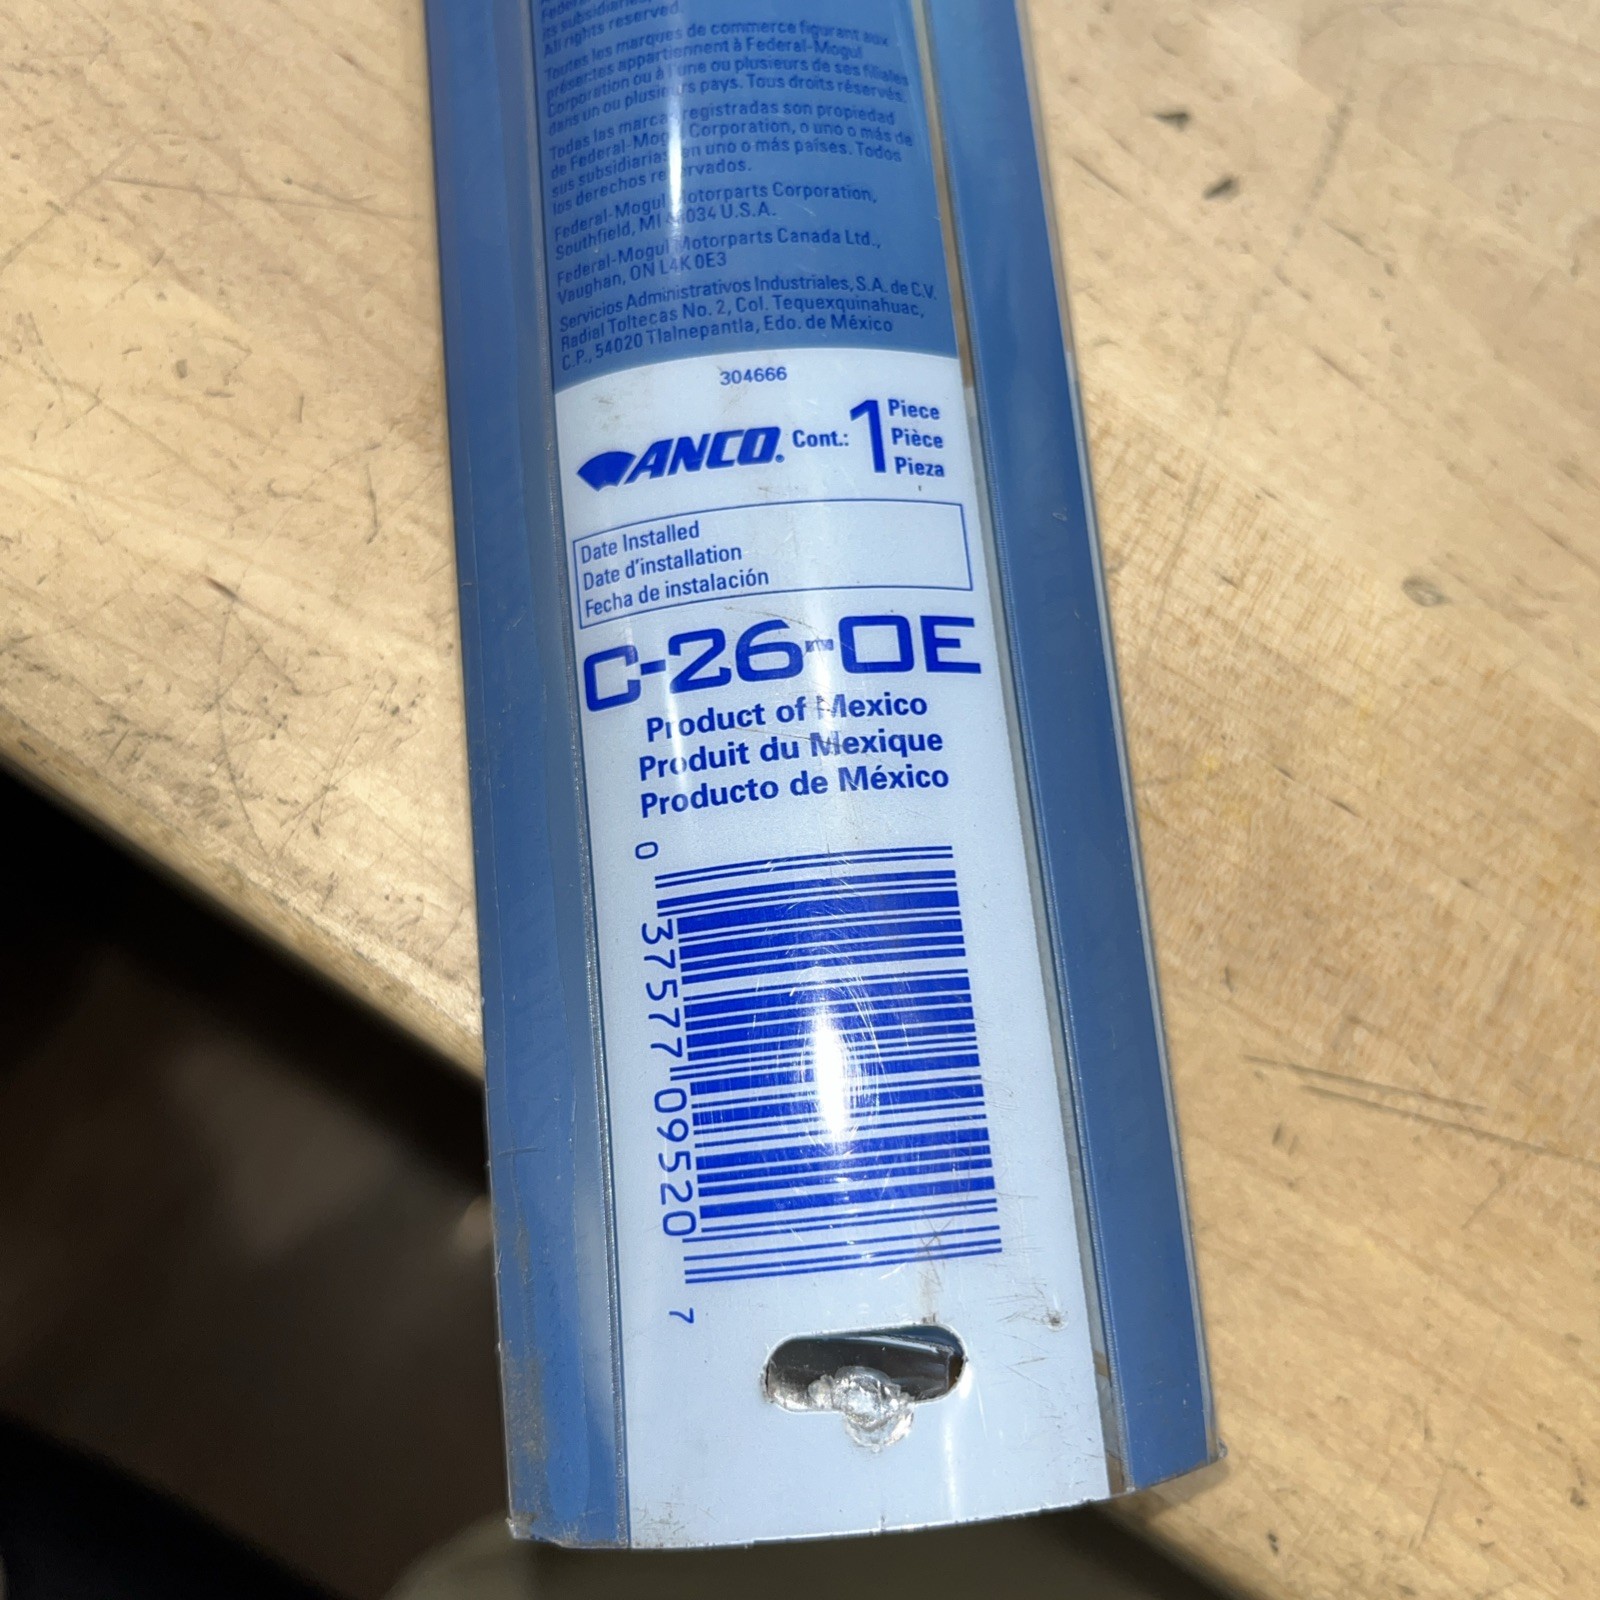 its subsidiaries,
All rights reserved.
Toutes les marques de commerce figurant aux
présentes appartiennent à Federal-Mogul
Corporation ou à l'une ou plusieurs de ses filiales
dans un ou plusieurs pays. Tous droits réservés.
Todas las marcas registradas son propiedad
de Federal-Mogul Corporation, o uno o más de
sus subsidiarias en uno o más países. Todos
los derechos reservados.
Federal-Mogul Motorparts Corporation,
Southfield, MI 48034 U.S.A.
Federal-Mogul Motorparts Canada Ltd.,
Vaughan, ON L4K 0E3
Servicios Administrativos Industriales, S.A. de C.V.
Radial Toltecas No. 2, Col. Tequexquinahuac,
C.P., 54020 Tlalnepantla, Edo. de México
304666
ANCO. Cont.: 1 Piece
Pièce
Pieza
Date Installed
Date d'installation
Fecha de instalación
C-26-OE
Product of Mexico
Produit du Mexique
Producto de México
0 37577 09520 7